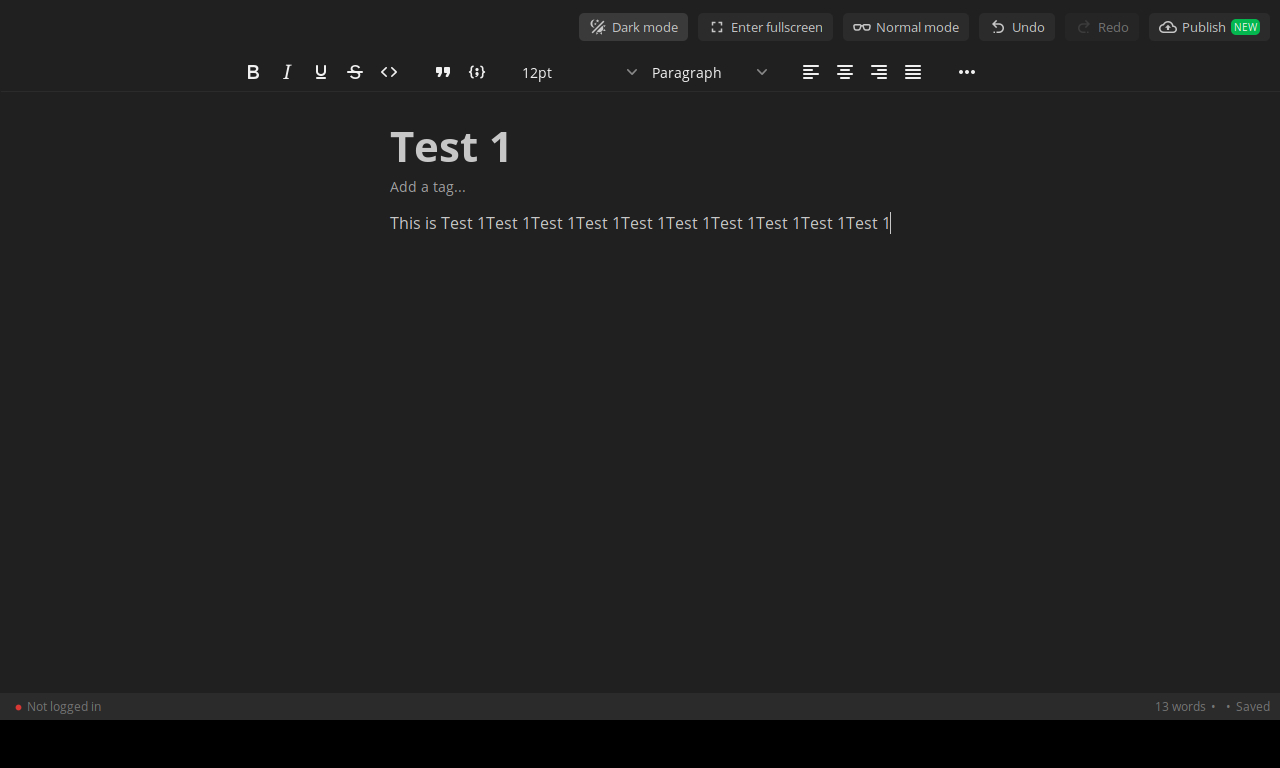 Dark mode Enter fullscreen Normal mode Undo Redo Publish NEW
12pt Paragraph
Test 1
Add a tag...
This is Test 1Test 1Test 1Test 1Test 1Test 1Test 1Test 1Test 1Test 1
Not logged in 13 words • • Saved